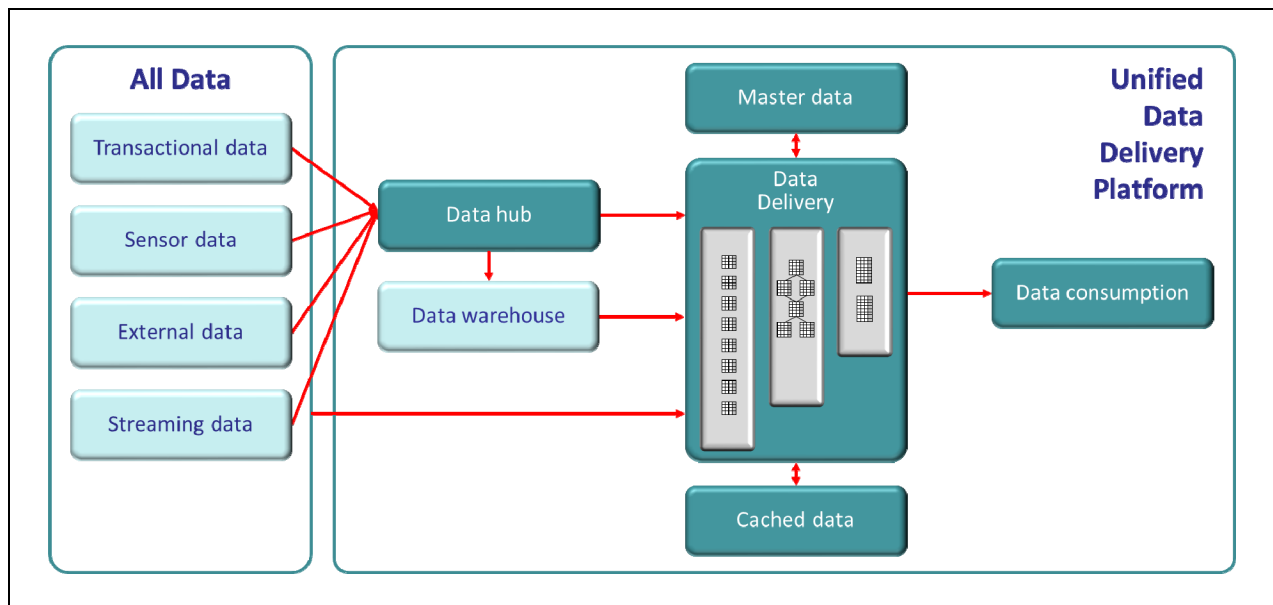 All Data
Transactional data
Sensor data
External data
Streaming data
Unified
Data
Delivery
Platform
Master data
Data
Delivery
Data hub
Data warehouse
Data consumption
Cached data